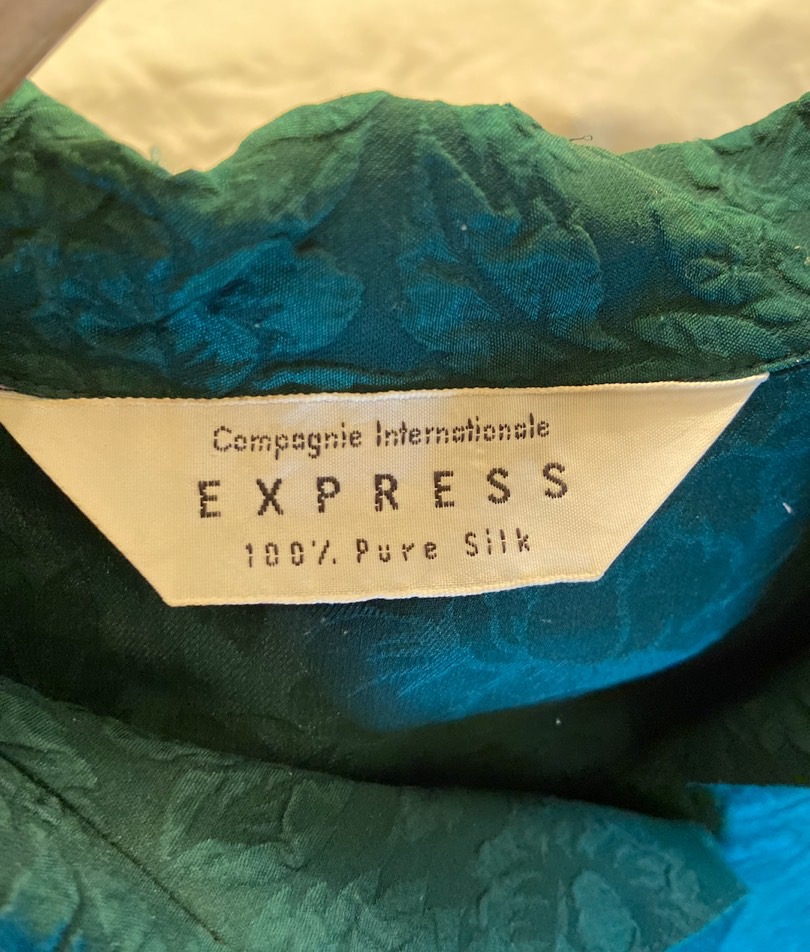 Compagnie Internationale
EXPRESS
100% Pure Silk